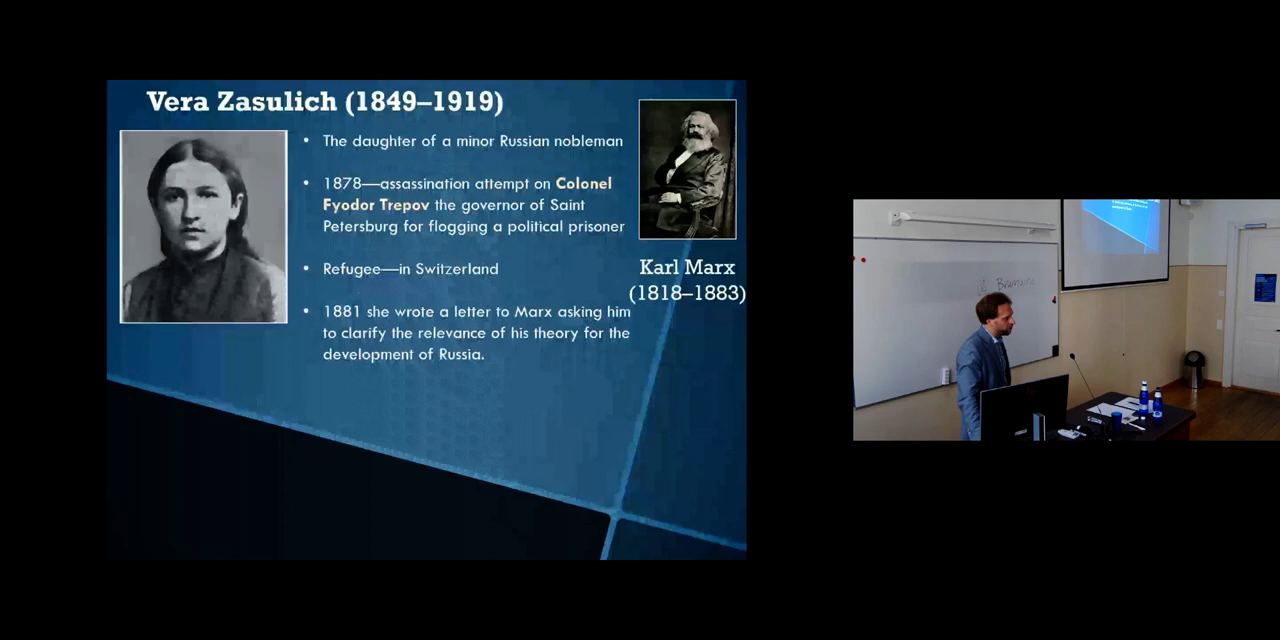 Vera Zasulich (1849–1919)
• The daughter of a minor Russian nobleman
• 1878—assassination attempt on Colonel
Fyodor Trepov the governor of Saint
Petersburg for flogging a political prisoner
• Refugee—in Switzerland
• 1881 she wrote a letter to Marx asking him
to clarify the relevance of his theory for the
development of Russia.
Karl Marx
(1818–1883)